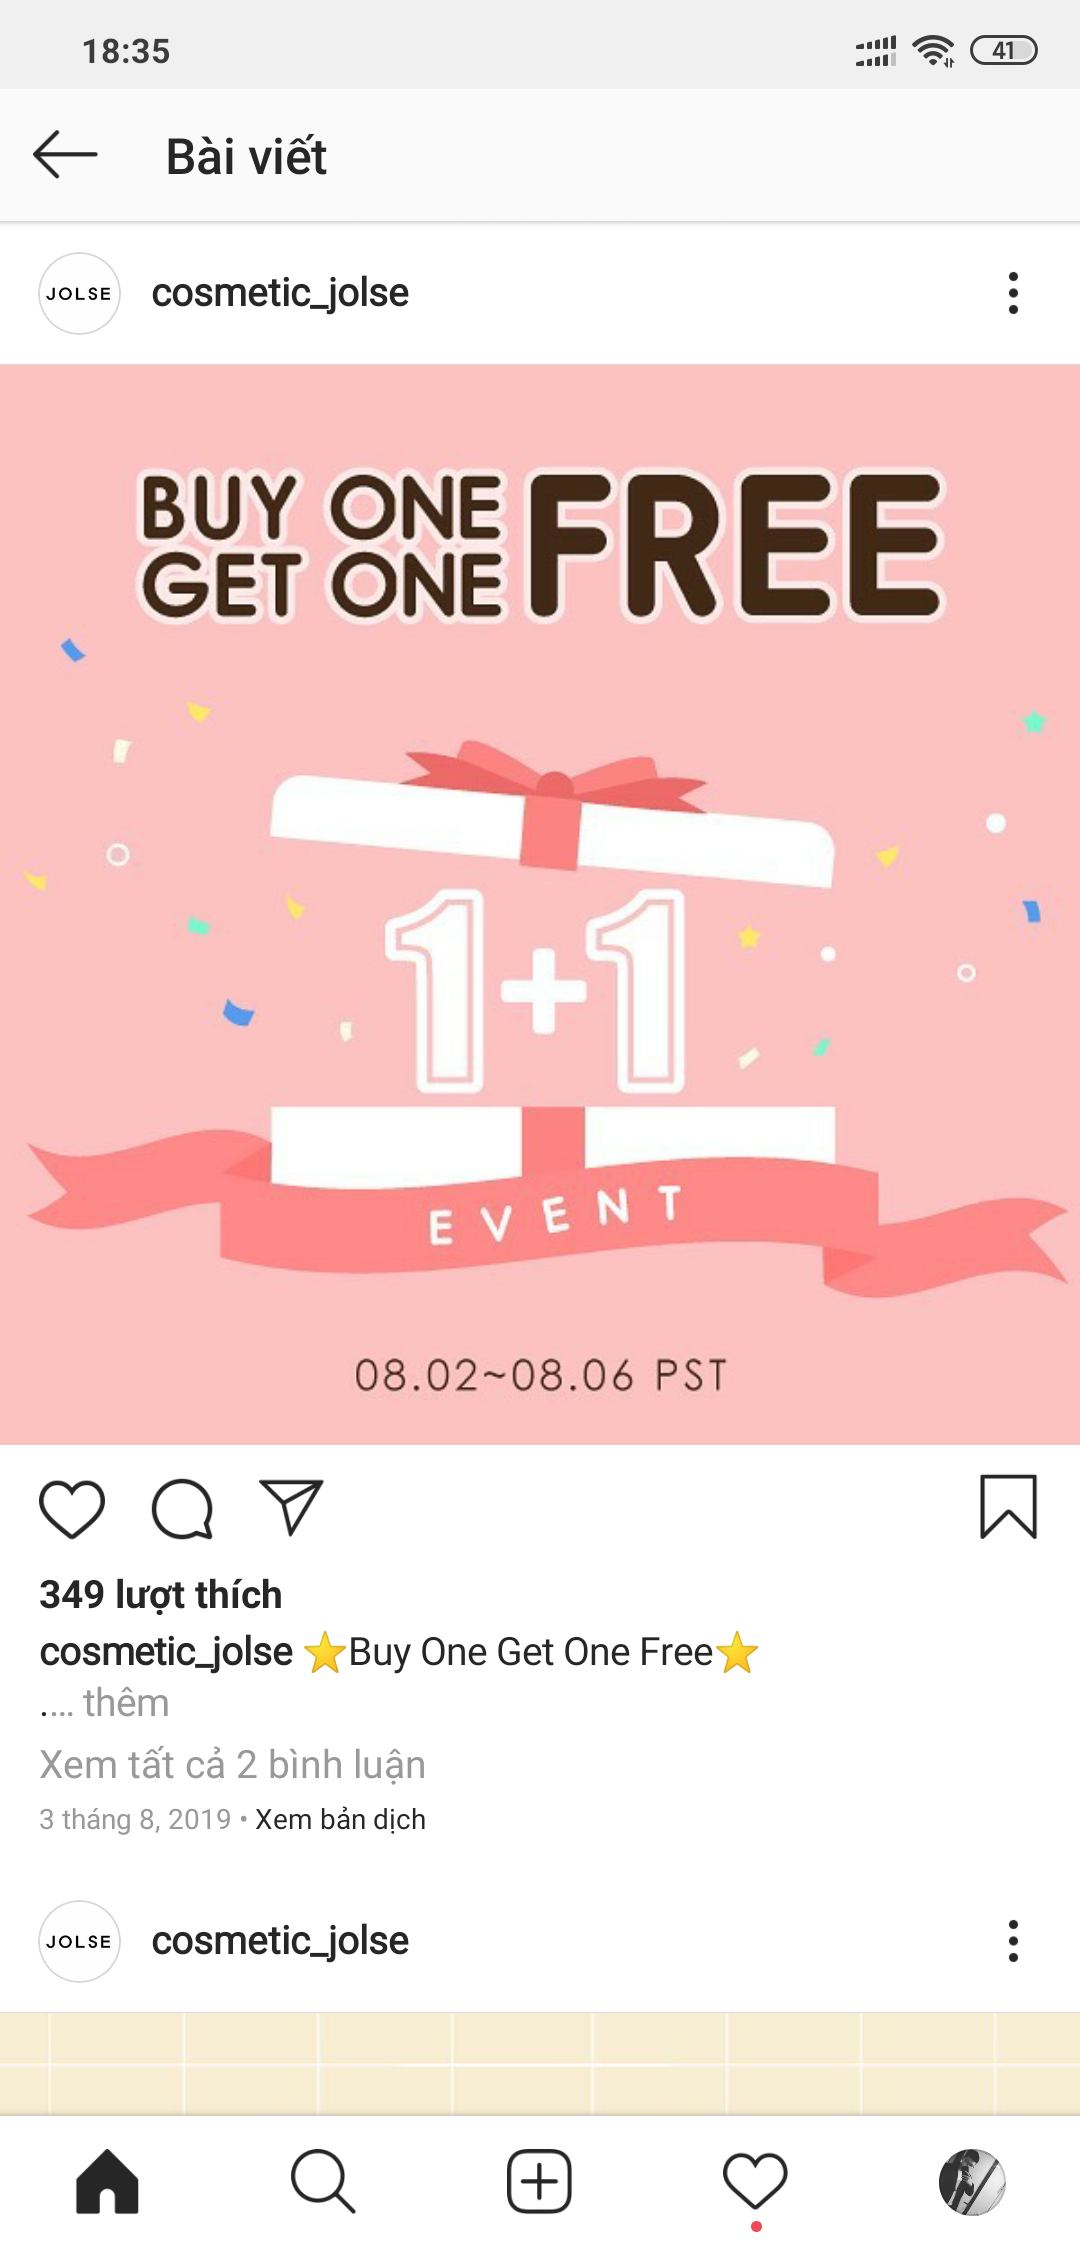 18:35
41
Bài viết
JOLSE
cosmetic_jolse
BUY ONE
GET ONE
FREE
1+1
EVENT
08.02~08.06 PST
349 lượt thích
cosmetic_jolse ⭐Buy One Get One Free⭐
.... thêm
Xem tất cả 2 bình luận
3 tháng 8, 2019 • Xem bản dịch
JOLSE
cosmetic_jolse